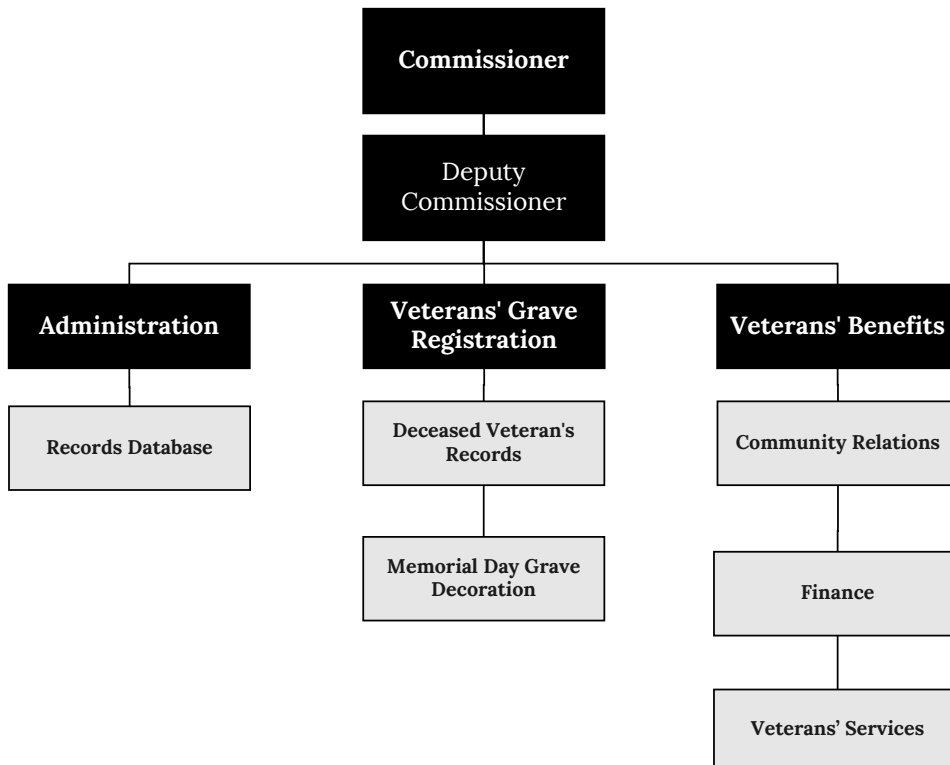 Commissioner
Deputy
Commissioner
Administration
Veterans' Grave
Registration
Veterans' Benefits
Records Database
Deceased Veteran's
Records
Community Relations
Memorial Day Grave
Decoration
Finance
Veterans’ Services